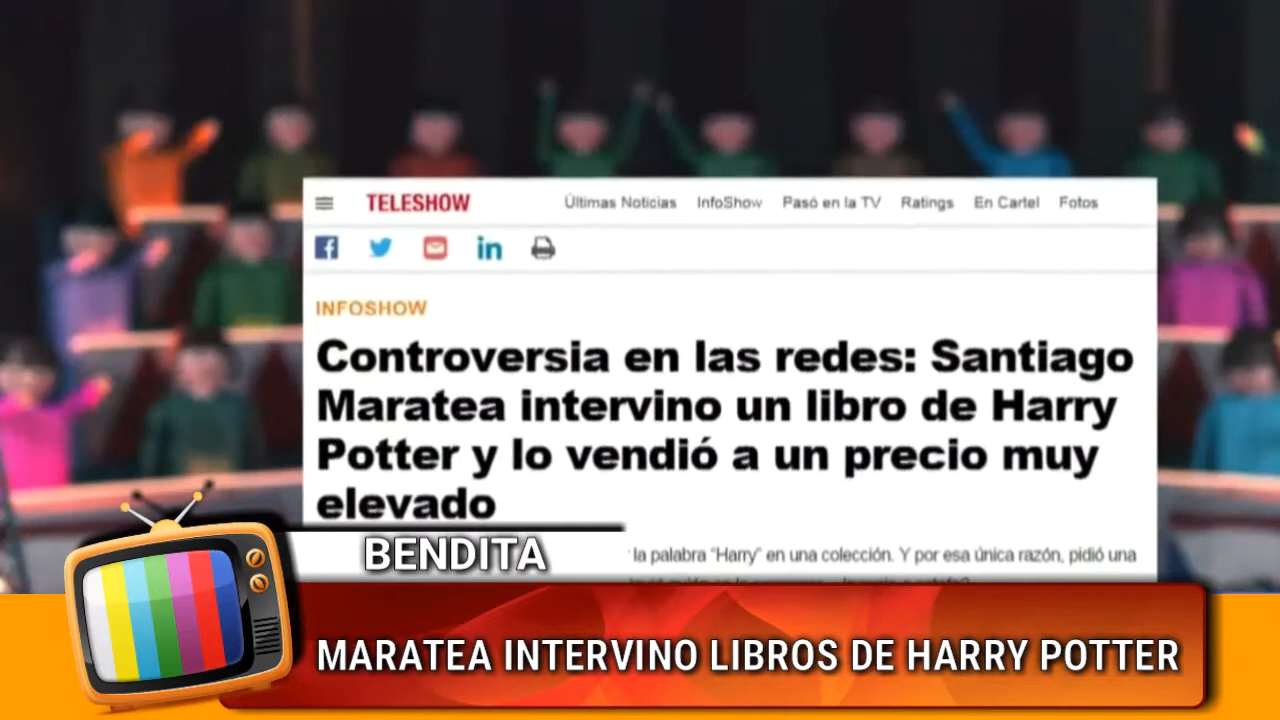 TELESHOW Últimas Noticias InfoShow Pasó en la TV Ratings En Cartel Fotos
INFOSHOW
Controversia en las redes: Santiago
Maratea intervino un libro de Harry
Potter y lo vendió a un precio muy
elevado
la palabra "Harry" en una colección. Y por esa única razón, pidió una
BENDITA
MARATEA INTERVINO LIBROS DE HARRY POTTER